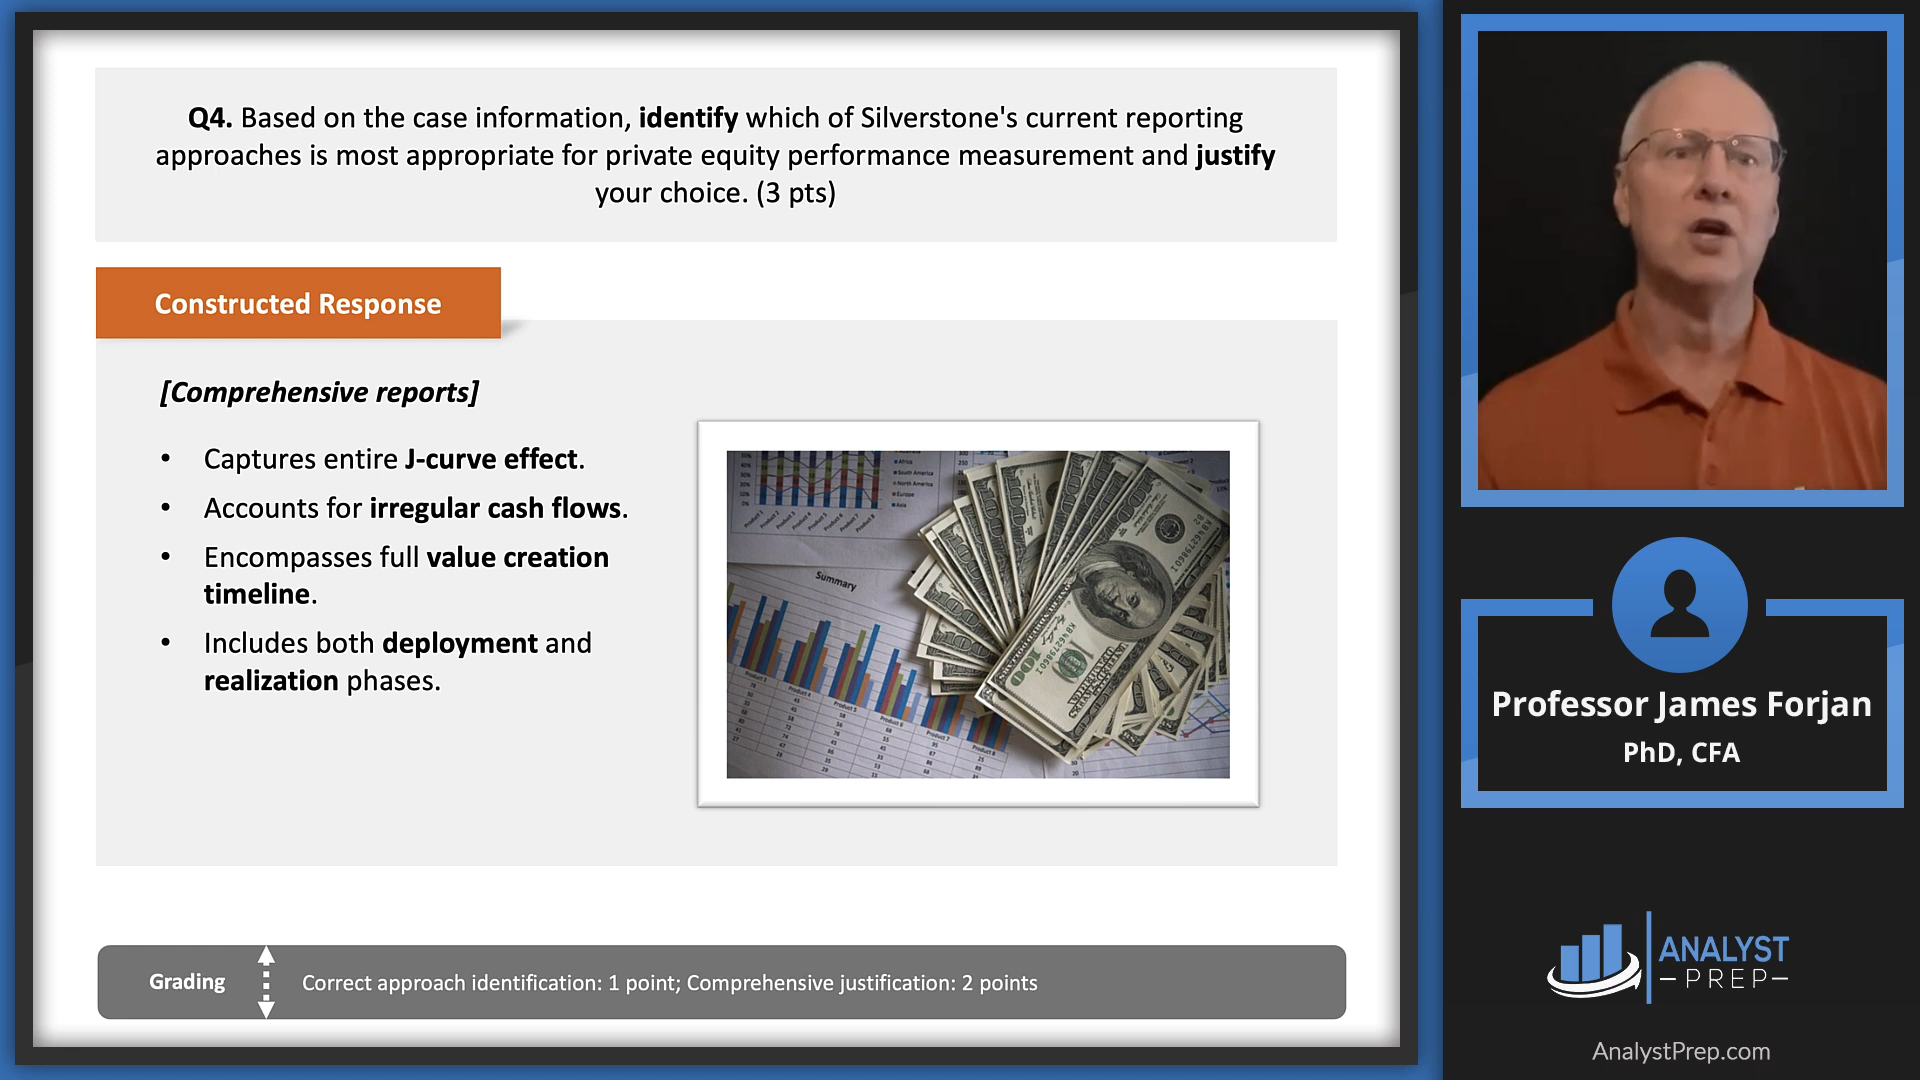 Q4. Based on the case information, identify which of Silverstone's current reporting
approaches is most appropriate for private equity performance measurement and justify
your choice. (3 pts)
Constructed Response
[Comprehensive reports]
• Captures entire J-curve effect.
• Accounts for irregular cash flows.
• Encompasses full value creation
timeline.
• Includes both deployment and
realization phases.
Summary
Grading
Correct approach identification: 1 point; Comprehensive justification: 2 points
Professor James Forjan
PhD, CFA
ANALYST
PREP
AnalystPrep.com